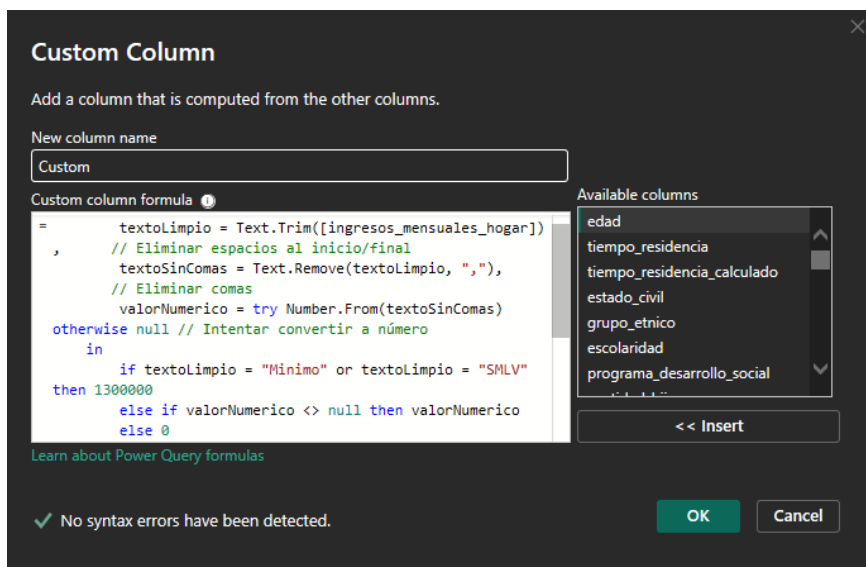 Custom Column
Add a column that is computed from the other columns.
New column name
Custom
Custom column formula
= textoLimpio = Text.Trim([ingresos_mensuales_hogar])
, // Eliminar espacios al inicio/final
textoSinComas = Text.Remove(textoLimpio, ","),
// Eliminar comas
valorNumerico = try Number.From(textoSinComas)
otherwise null // Intentar convertir a número
in
if textoLimpio = "Minimo" or textoLimpio = "SMLV"
then 1300000
else if valorNumerico <> null then valorNumerico
else 0
Learn about Power Query formulas
Available columns
edad
tiempo_residencia
tiempo_residencia_calculado
estado_civil
grupo_etnico
escolaridad
programa_desarrollo_social
<< Insert
No syntax errors have been detected.
OK
Cancel